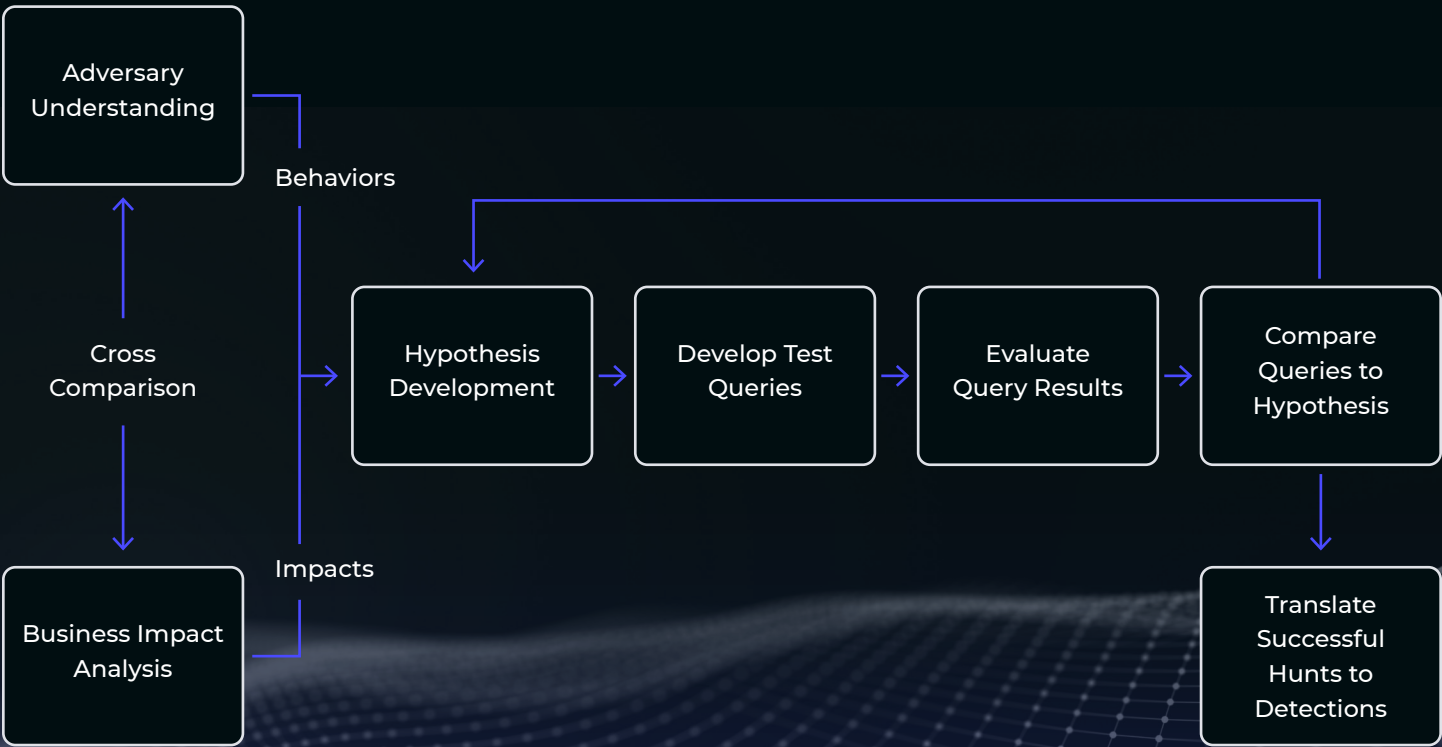 Adversary
Understanding
Behaviors
Cross
Comparison
Hypothesis
Development
Develop Test
Queries
Evaluate
Query Results
Compare
Queries to
Hypothesis
Impacts
Business Impact
Analysis
Translate
Successful
Hunts to
Detections